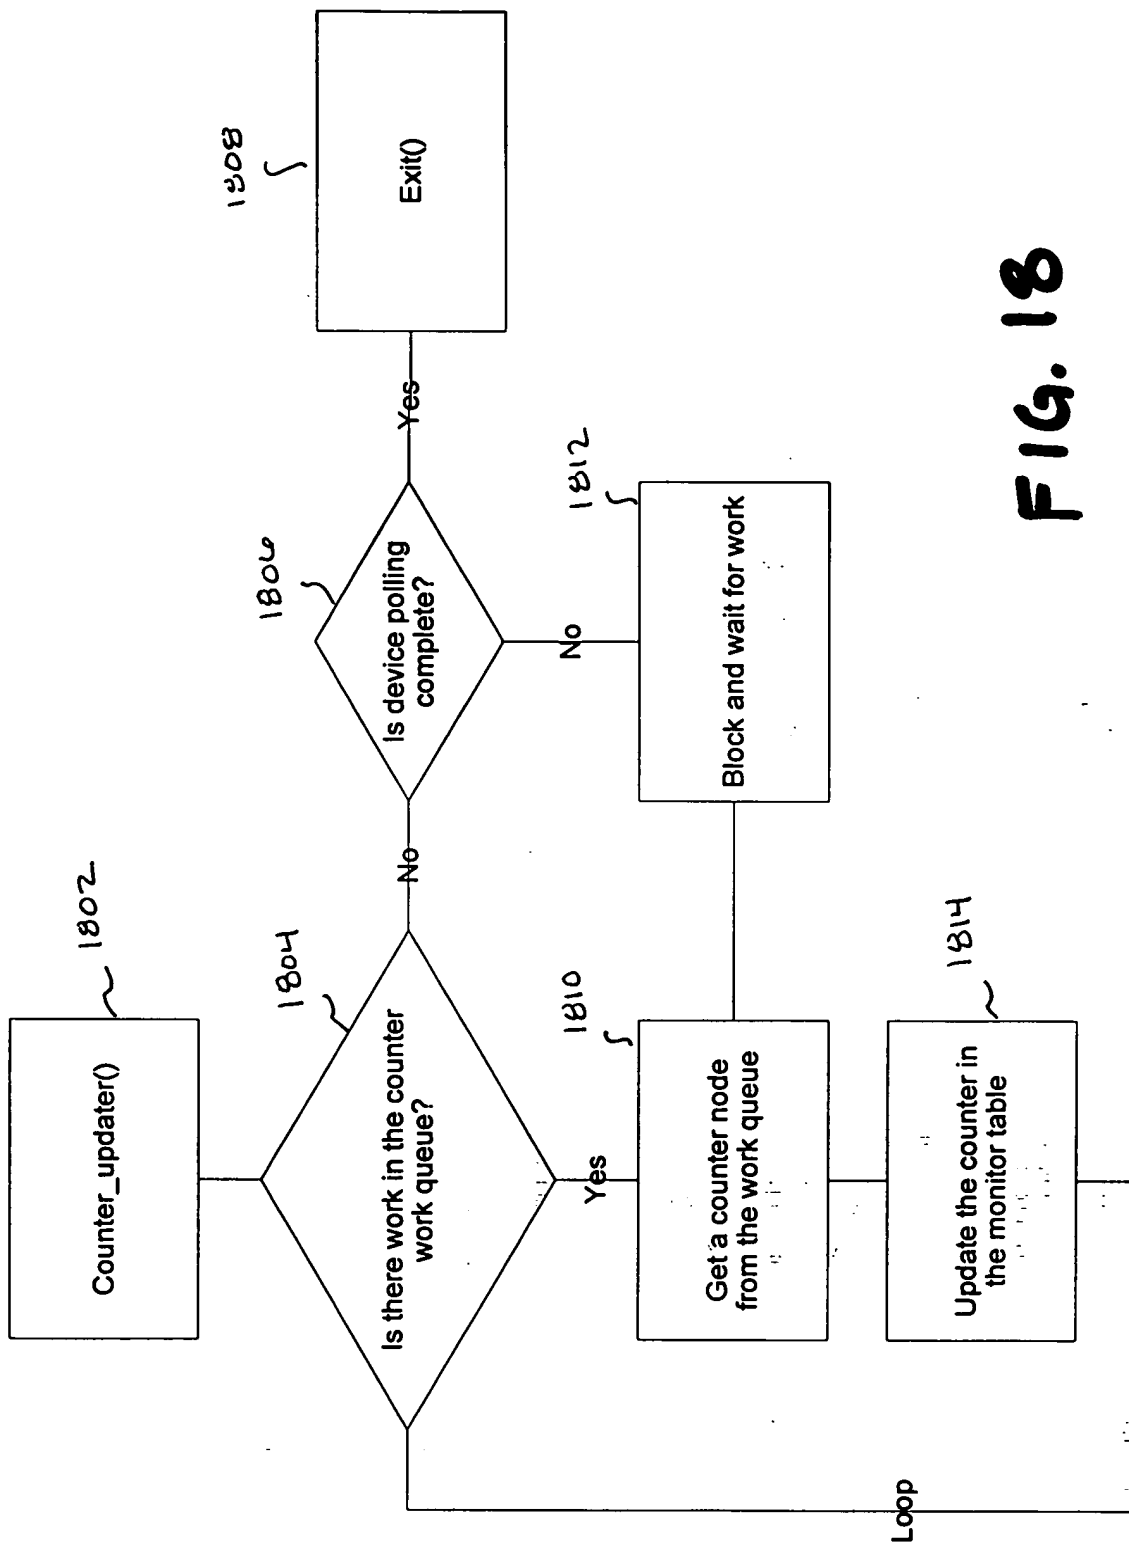 1802
Counter_updater()
1804
Is there work in the counter
work queue?
No
1806
Is device polling
complete?
Yes
1808
Exit()
Yes
No
1810
Get a counter node
from the work queue
1812
Block and wait for work
1814
Update the counter in
the monitor table
Loop
FIG. 18